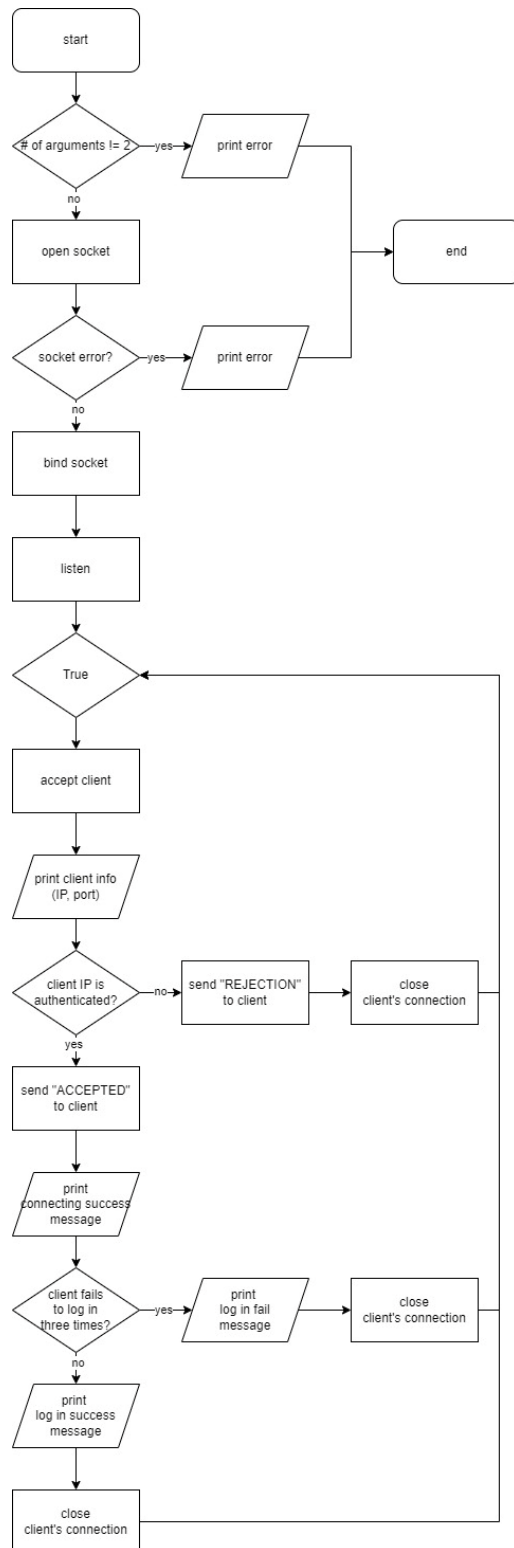 start
# of arguments != 2
yes
print error
no
open socket
end
socket error?
yes
print error
no
bind socket
listen
True
accept client
print client info
(IP, port)
client IP is
authenticated?
no
send "REJECTION"
to client
close
client's connection
yes
send "ACCEPTED"
to client
print
connecting success
message
client fails
to log in
three times?
yes
print
log in fail
message
close
client's connection
no
print
log in success
message
close
client's connection